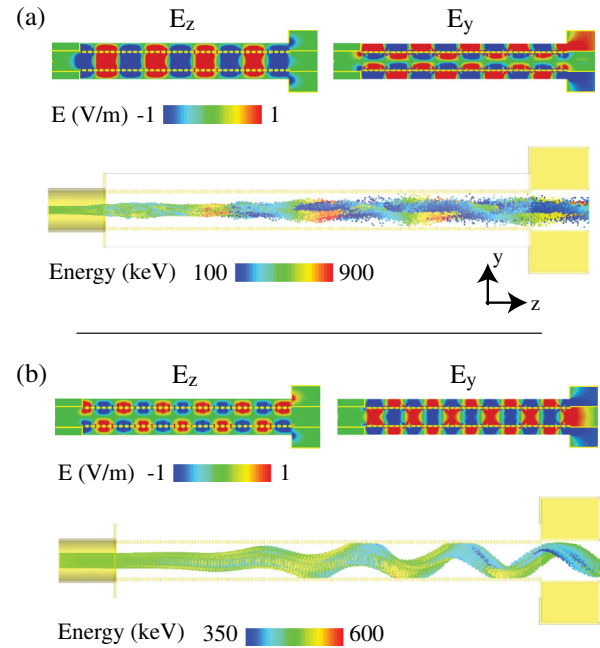 (a)
E_z E_y
E (V/m) -1 1
Energy (keV) 100 900
y
z
(b)
E_z E_y
E (V/m) -1 1
Energy (keV) 350 600